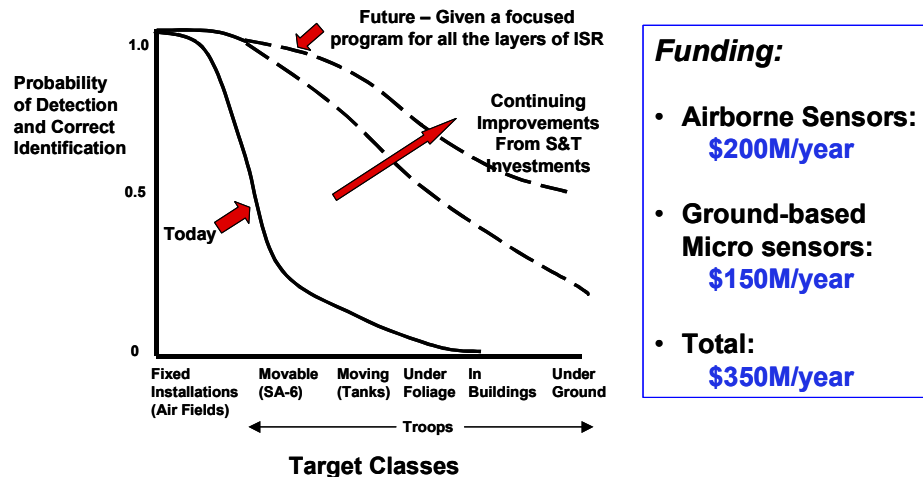 Future – Given a focused
program for all the layers of ISR
1.0
Probability
of Detection
and Correct
Identification
Continuing
Improvements
From S&T
Investments
0.5
Today
0
Fixed
Installations
(Air Fields)
Movable
(SA-6)
Moving
(Tanks)
Under
Foliage
In
Buildings
Under
Ground
Troops
Target Classes
Funding:
• Airborne Sensors:
$200M/year
• Ground-based
Micro sensors:
$150M/year
• Total:
$350M/year